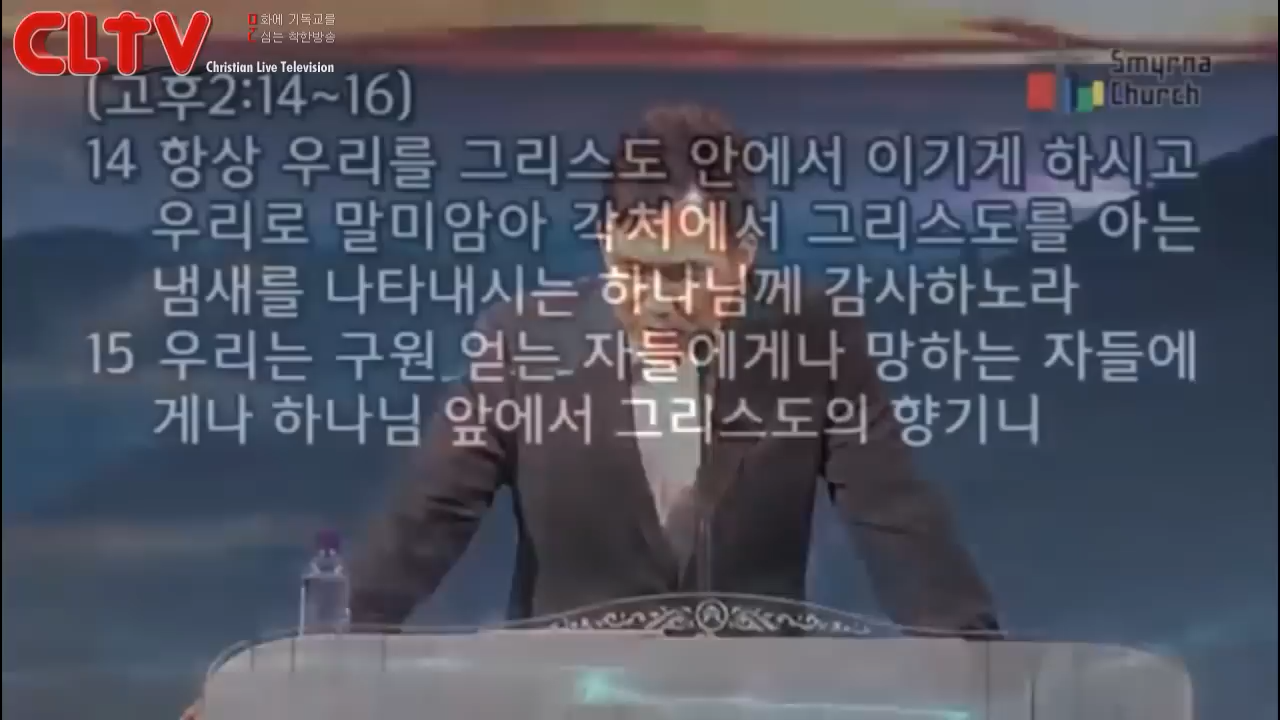 CLTV
문화에 기독교를
심는 착한방송
Christian Live Television
Smyrna
Church
(고후2:14~16)
14 항상 우리를 그리스도 안에서 이기게 하시고
우리로 말미암아 각처에서 그리스도를 아는
냄새를 나타내시는 하나님께 감사하노라
15 우리는 구원 얻는 자들에게나 망하는 자들에
게나 하나님 앞에서 그리스도의 향기니